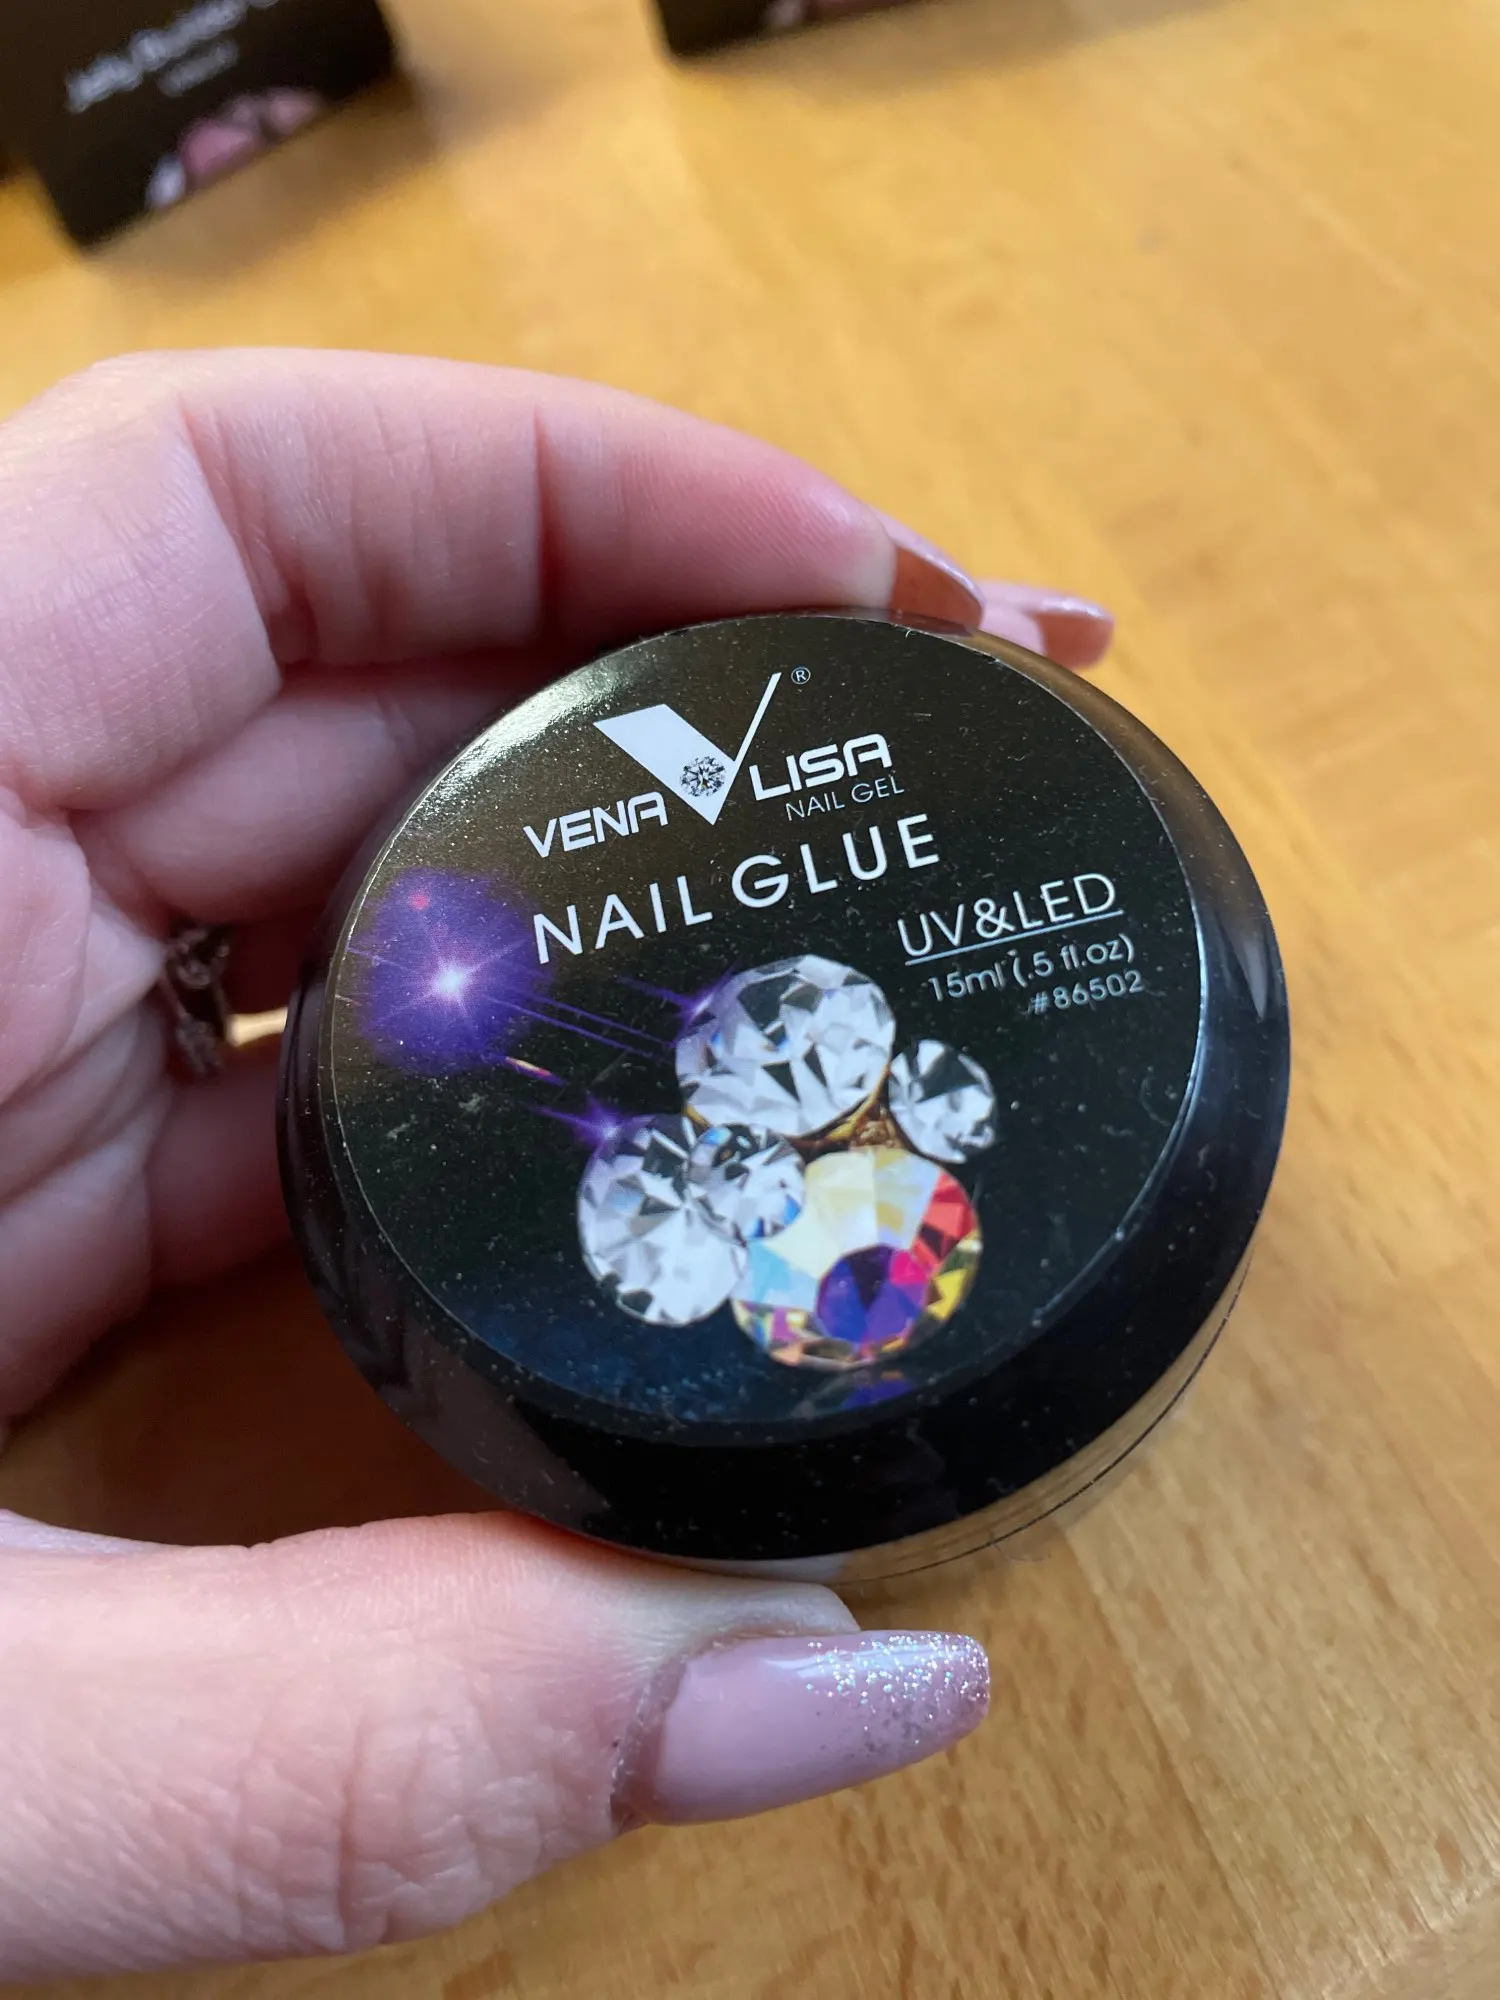 VENA LISA ®
NAIL GEL
NAIL GLUE
UV&LED
15ml (.5 fl.oz)
#86502